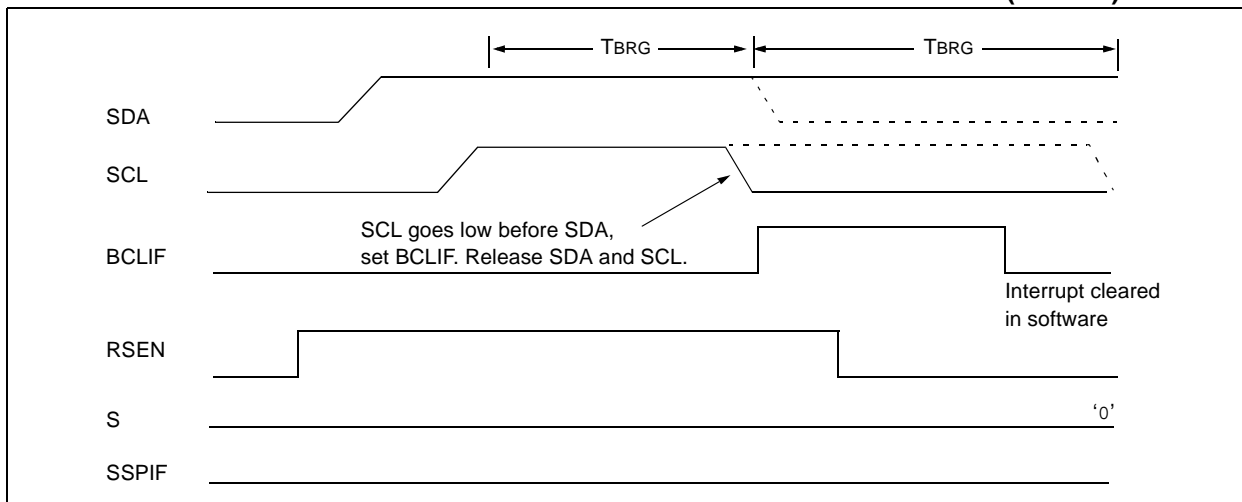 TBRG TBRG
SDA
SCL
SCL goes low before SDA,
set BCLIF. Release SDA and SCL.
BCLIF
Interrupt cleared
in software
RSEN
S
‘0’
SSPIF